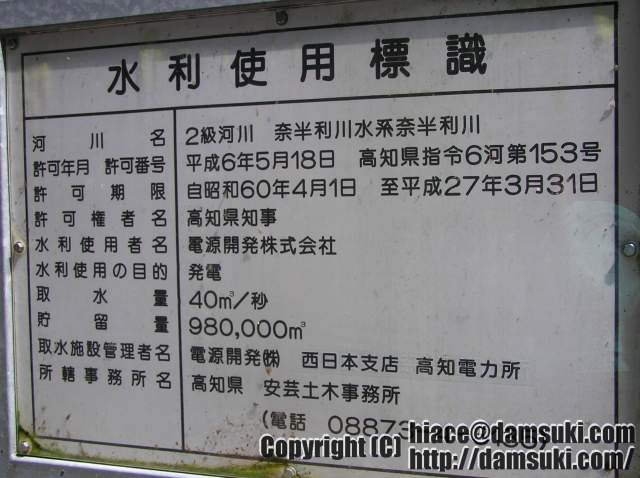 水利使用標識
河川名 2級河川 奈半利川水系奈半利川
許可年月 許可番号 平成6年5月18日 高知県指令6河第153号
許可期限 自昭和60年4月1日 至平成27年3月31日
許可権者名 高知県知事
水利使用者名 電源開発株式会社
水利使用の目的 発電
取水量 40㎥/秒
貯留量 980,000㎥
取水施設管理者名 電源開発㈱ 西日本支店 高知電力所
所轄事務所名 高知県 安芸土木事務所
(電話 08873
Copyright (C) hiace@damsuki.com
http://damsuki.com/